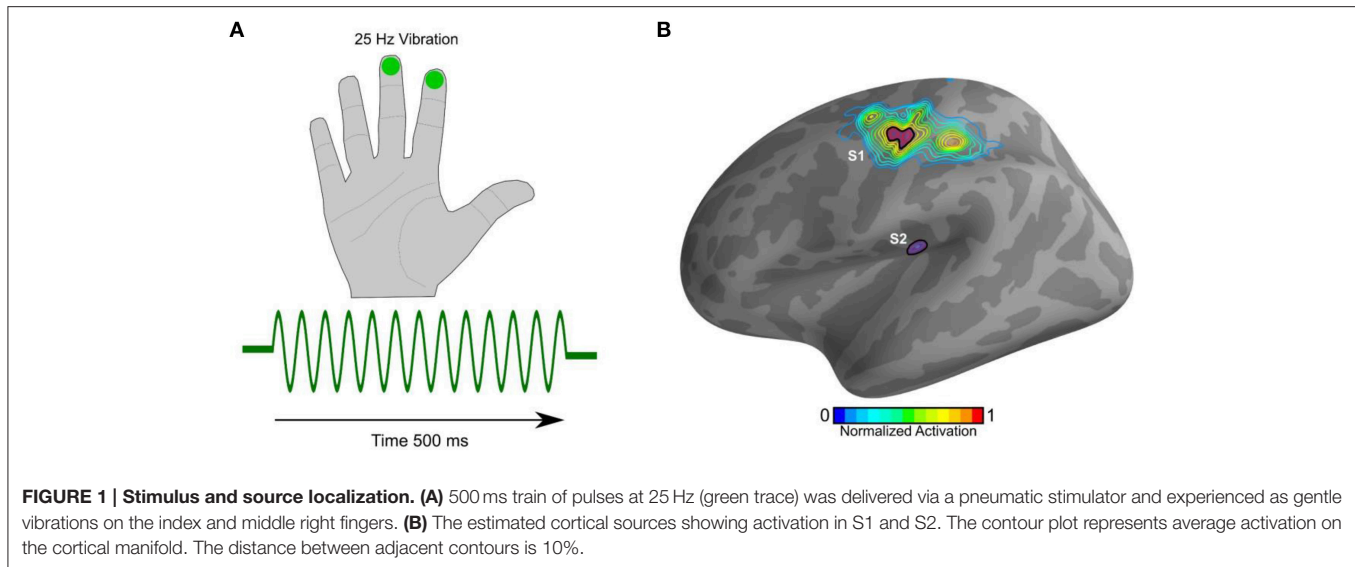 A
25 Hz Vibration
Time 500 ms
B
S1
S2
0 1
Normalized Activation
FIGURE 1 | Stimulus and source localization. (A) 500 ms train of pulses at 25 Hz (green trace) was delivered via a pneumatic stimulator and experienced as gentle
vibrations on the index and middle right fingers. (B) The estimated cortical sources showing activation in S1 and S2. The contour plot represents average activation on
the cortical manifold. The distance between adjacent contours is 10%.